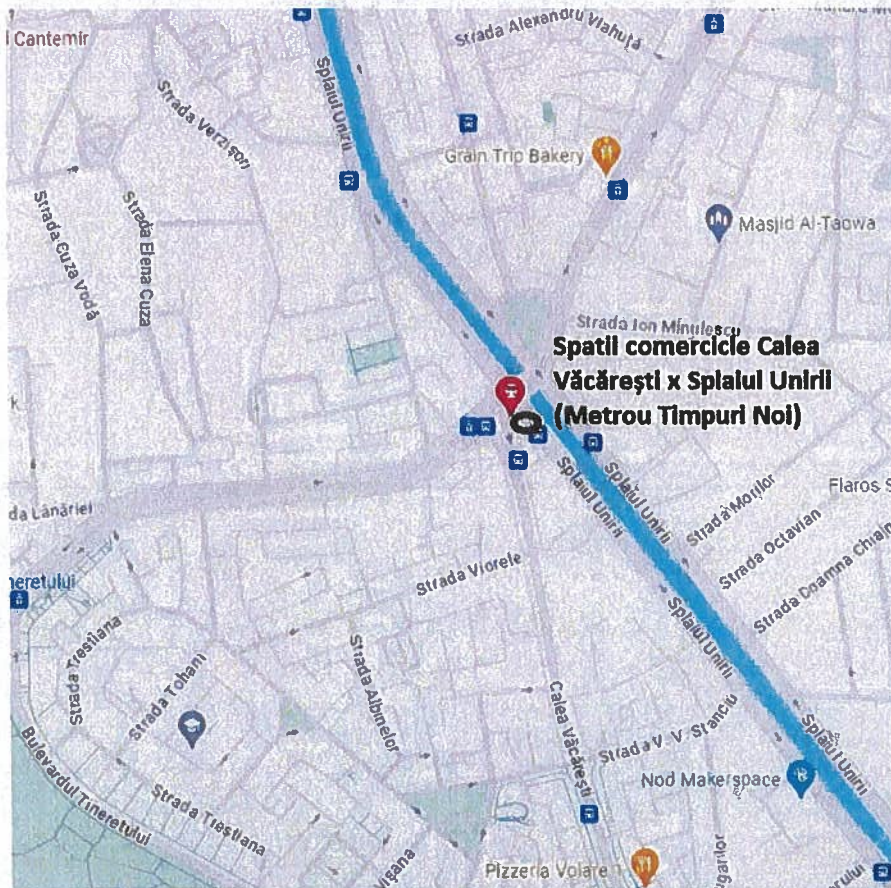 Cantemir
Strada Alexandru Vlahuță
Splaiul Unirii
Strada Verzișori
Grain Trip Bakery
Strada Cuza Vodă
Strada Elena Cuza
Masjid Al-Taqwa
Strada Ion Minulescu
Spatii comercicle Calea
Văcărești x Splaiul Unirii
(Metrou Timpuri Noi)
Splaiul Unirii
Splaiul Unirii
Strada Morilor
Flaros S
da Lânăriei
Strada Octavian
Strada Viorele
Strada Doamna Chiajn
neretului
Splaiul Unirii
Strada Trestiana
Strada Tohani
Strada Albinelor
Calea Văcărești
Strada V. V. Stanciu
Splaiul Unirii
Bulevardul Tineretului
Nod Makerspace
Strada Trestiana
Pizzeria Volare